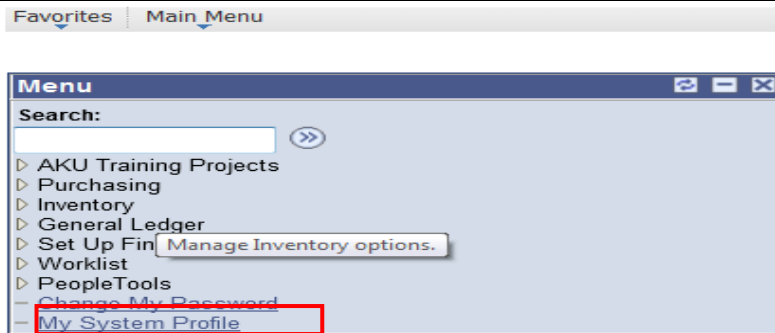 Favorites Main Menu
Menu
Search:
AKU Training Projects
Purchasing
Inventory
General Ledger
Set Up Fin Manage Inventory options.
Worklist
PeopleTools
Change My Password
My System Profile